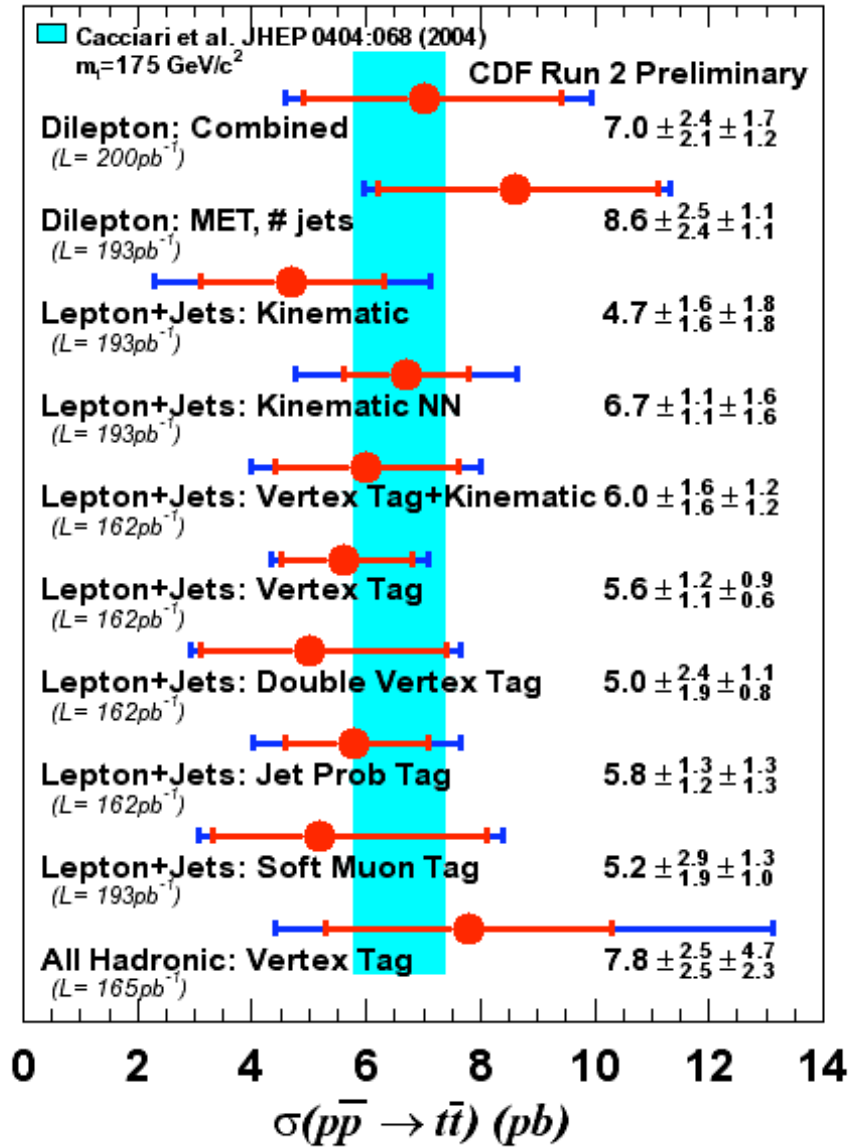 Cacciari et al. JHEP 0404:068 (2004)
mt=175 GeV/c2
CDF Run 2 Preliminary
Dilepton: Combined 7.0 ± 2.4 2.1 ± 1.7 1.2
(L= 200pb-1)
Dilepton: MET, # jets 8.6 ± 2.5 2.4 ± 1.1 1.1
(L= 193pb-1)
Lepton+Jets: Kinematic 4.7 ± 1.6 1.6 ± 1.8 1.8
(L= 193pb-1)
Lepton+Jets: Kinematic NN 6.7 ± 1.1 1.1 ± 1.6 1.6
(L= 193pb-1)
Lepton+Jets: Vertex Tag+Kinematic 6.0 ± 1.6 1.6 ± 1.2 1.2
(L= 162pb-1)
Lepton+Jets: Vertex Tag 5.6 ± 1.2 1.1 ± 0.9 0.6
(L= 162pb-1)
Lepton+Jets: Double Vertex Tag 5.0 ± 2.4 1.9 ± 1.1 0.8
(L= 162pb-1)
Lepton+Jets: Jet Prob Tag 5.8 ± 1.3 1.2 ± 1.3 1.3
(L= 162pb-1)
Lepton+Jets: Soft Muon Tag 5.2 ± 2.9 1.9 ± 1.3 1.0
(L= 193pb-1)
All Hadronic: Vertex Tag 7.8 ± 2.5 2.5 ± 4.7 2.3
(L= 165pb-1)
0 2 4 6 8 10 12 14
σ(pp̅ → tt̅) (pb)